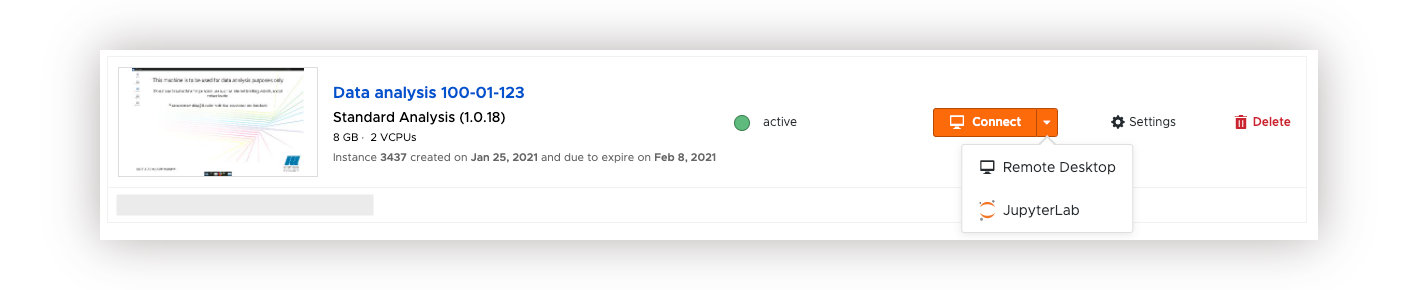 This machine is to be used for data analysis purposes only
Data analysis 100-01-123
Standard Analysis (1.0.18)
8 GB · 2 VCPUs
Instance 3437 created on Jan 25, 2021 and due to expire on Feb 8, 2021
active
Connect
Settings
Delete
Remote Desktop
JupyterLab